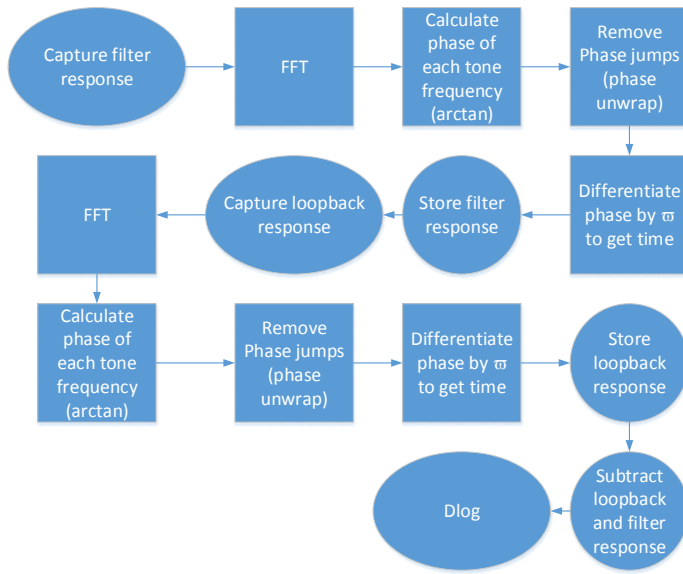 Capture filter
response
FFT
Calculate
phase of
each tone
frequency
(arctan)
Remove
Phase jumps
(phase
unwrap)
Differentiate
phase by ϖ
to get time
Store filter
response
Capture loopback
response
FFT
Calculate
phase of
each tone
frequency
(arctan)
Remove
Phase jumps
(phase
unwrap)
Differentiate
phase by ϖ
to get time
Store
loopback
response
Subtract
loopback
and filter
response
Dlog